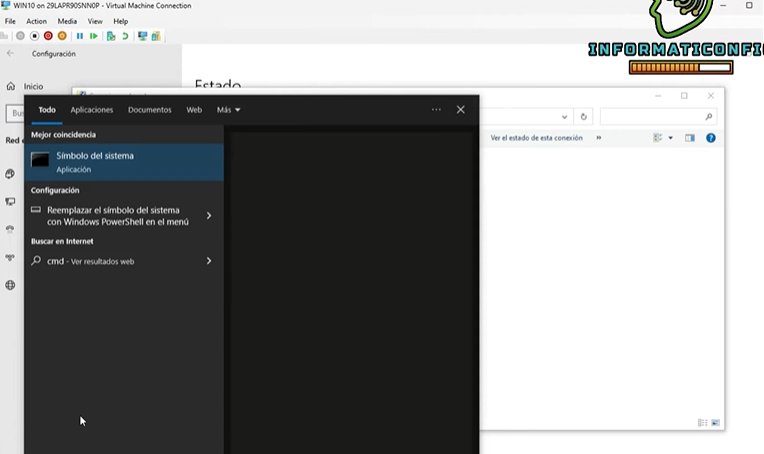 WIN10 on 29LAPR90SNN0P - Virtual Machine Connection
File Action Media View Help
INFORMATICONFI
Configuración
Inicio
Estado
Bus
Todo Aplicaciones Documentos Web Más
Mejor coincidencia
Ver el estado de esta conexión »
Red e
Símbolo del sistema
Aplicación
Configuración
Reemplazar el símbolo del sistema
con Windows PowerShell en el menú
Buscar en Internet
cmd - Ver resultados web